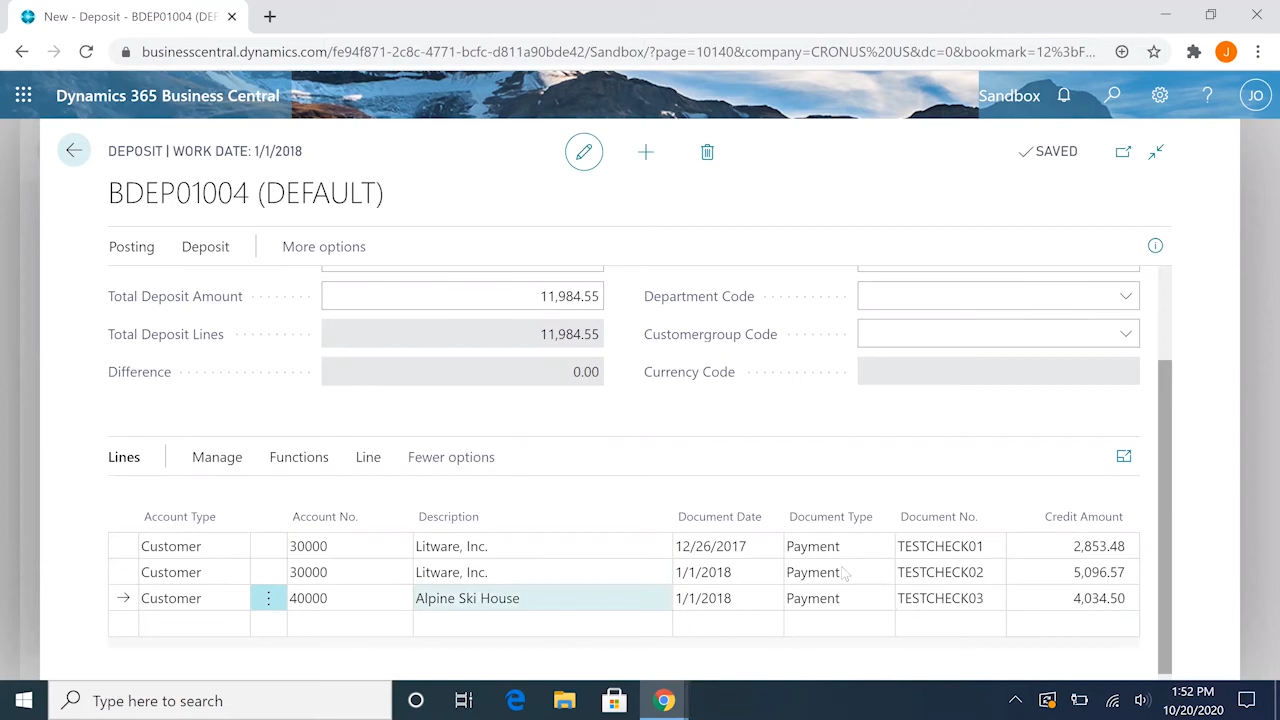 New - Deposit - BDEP01004 (DEF
businesscentral.dynamics.com/fe94f871-2c8c-4771-bcfc-d811a90bde42/Sandbox/?page=10140&company=CRONUS%20US&dc=0&bookmark=12%3bF...
J
Dynamics 365 Business Central
Sandbox
?
JO
DEPOSIT | WORK DATE: 1/1/2018
SAVED
BDEP01004 (DEFAULT)
Posting Deposit More options
Total Deposit Amount 11,984.55 Department Code
Total Deposit Lines 11,984.55 Customergroup Code
Difference 0.00 Currency Code
Lines Manage Functions Line Fewer options
Account Type Account No. Description Document Date Document Type Document No. Credit Amount
Customer 30000 Litware, Inc. 12/26/2017 Payment TESTCHECK01 2,853.48
Customer 30000 Litware, Inc. 1/1/2018 Payment TESTCHECK02 5,096.57
Customer 40000 Alpine Ski House 1/1/2018 Payment TESTCHECK03 4,034.50
Type here to search
1:52 PM
10/20/2020